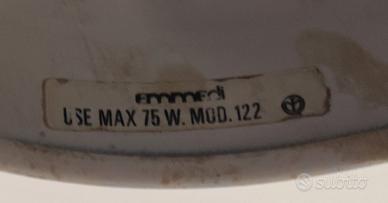 emmedi
USE MAX 75 W. MOD. 122
subito